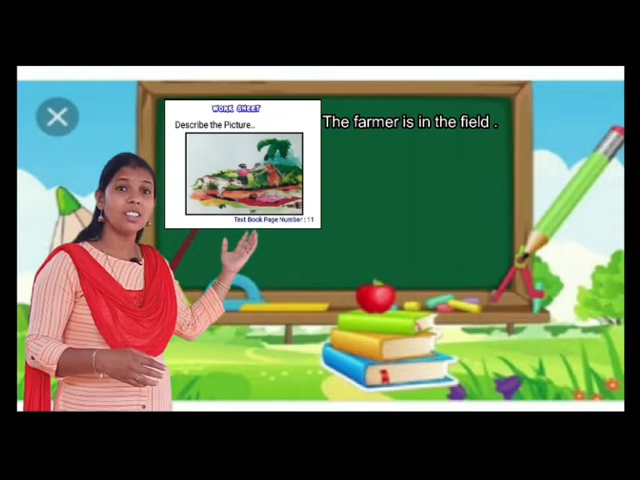 WORK SHEET
Describe the Picture..
Text Book Page Number : 11
The farmer is in the field .